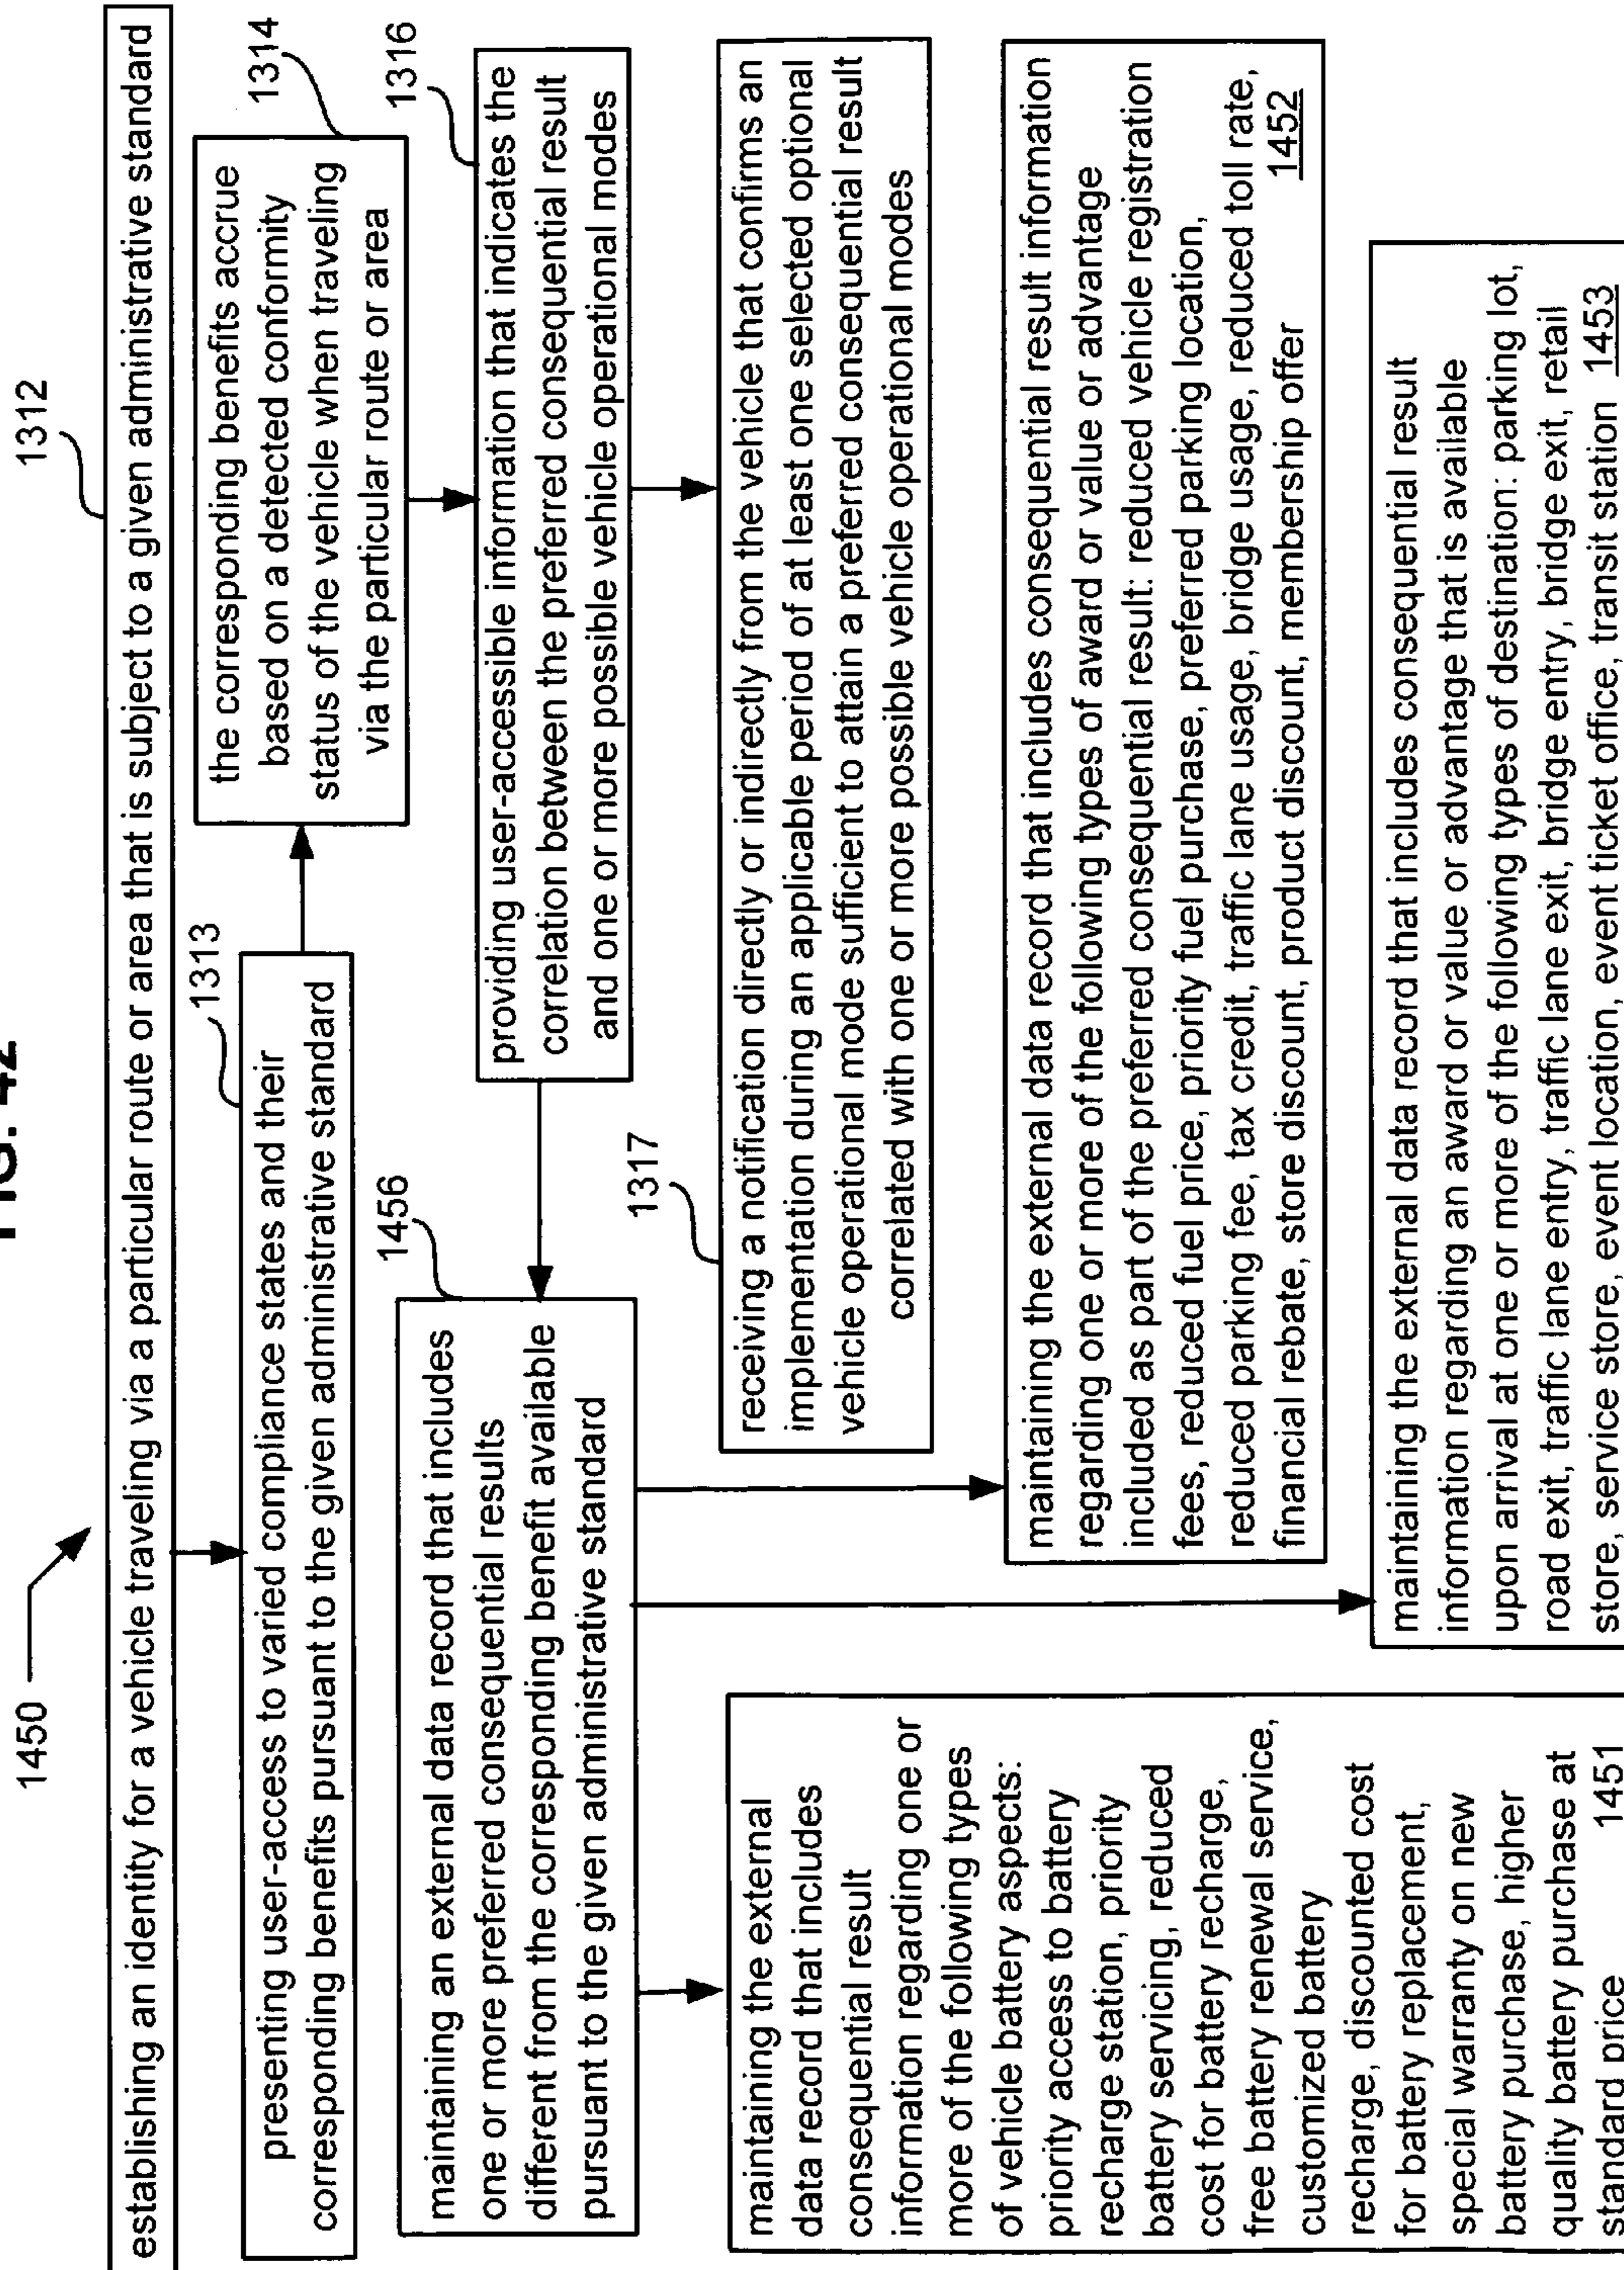 FIG. 42
1450
1312
establishing an identity for a vehicle traveling via a particular route or area that is subject to a given administrative standard
1313
presenting user-access to varied compliance states and their
corresponding benefits pursuant to the given administrative standard
1314
the corresponding benefits accrue
based on a detected conformity
status of the vehicle when traveling
via the particular route or area
1316
providing user-accessible information that indicates the
correlation between the preferred consequential result
and one or more possible vehicle operational modes
1456
maintaining an external data record that includes
one or more preferred consequential results
different from the corresponding benefit available
pursuant to the given administrative standard
1317
receiving a notification directly or indirectly from the vehicle that confirms an
implementation during an applicable period of at least one selected optional
vehicle operational mode sufficient to attain a preferred consequential result
correlated with one or more possible vehicle operational modes
maintaining the external data record that includes consequential result information
regarding one or more of the following types of award or value or advantage
included as part of the preferred consequential result: reduced vehicle registration
fees, reduced fuel price, priority fuel purchase, preferred parking location,
reduced parking fee, tax credit, traffic lane usage, bridge usage, reduced toll rate,
financial rebate, store discount, product discount, membership offer 1452
maintaining the external
data record that includes
consequential result
information regarding one or
more of the following types
of vehicle battery aspects:
priority access to battery
recharge station, priority
battery servicing, reduced
cost for battery recharge,
free battery renewal service,
customized battery
recharge, discounted cost
for battery replacement,
special warranty on new
battery purchase, higher
quality battery purchase at
standard price 1451
maintaining the external data record that includes consequential result
information regarding an award or value or advantage that is available
upon arrival at one or more of the following types of destination: parking lot,
road exit, traffic lane entry, traffic lane exit, bridge entry, bridge exit, retail
store, service store, event location, event ticket office, transit station 1453